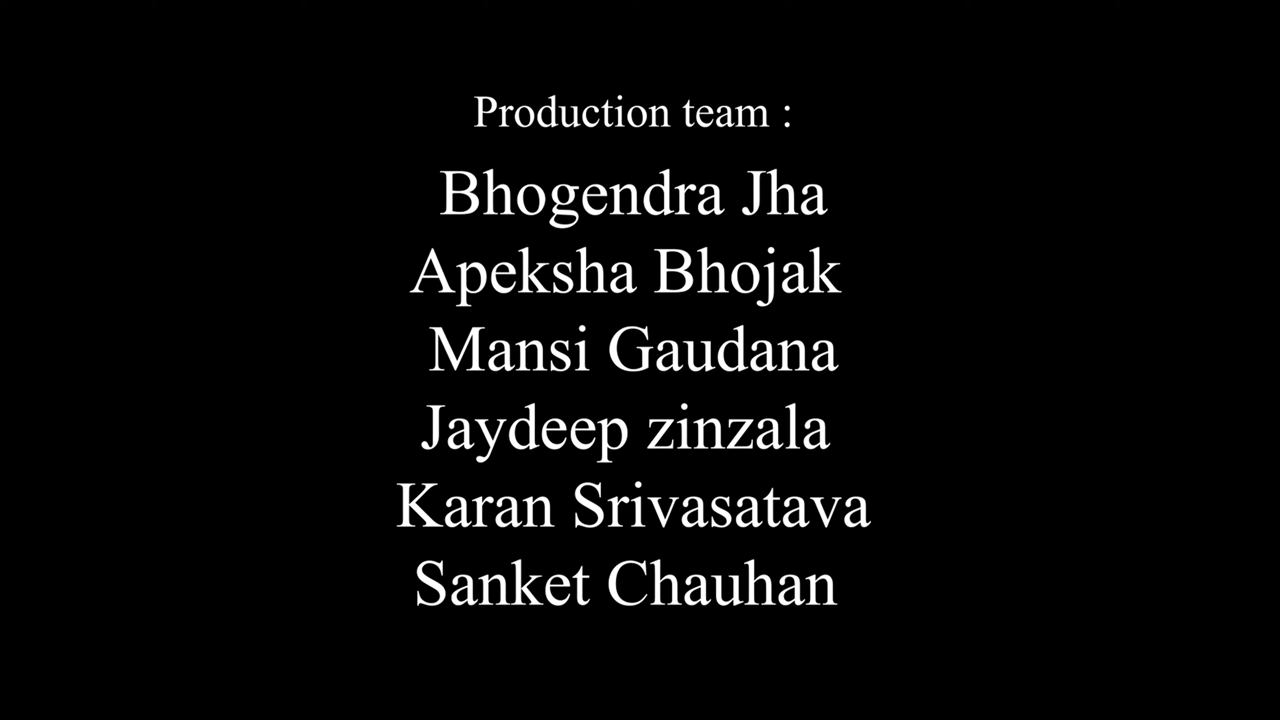 Production team :
Bhogendra Jha
Apeksha Bhojak
Mansi Gaudana
Jaydeep zinzala
Karan Srivasatava
Sanket Chauhan